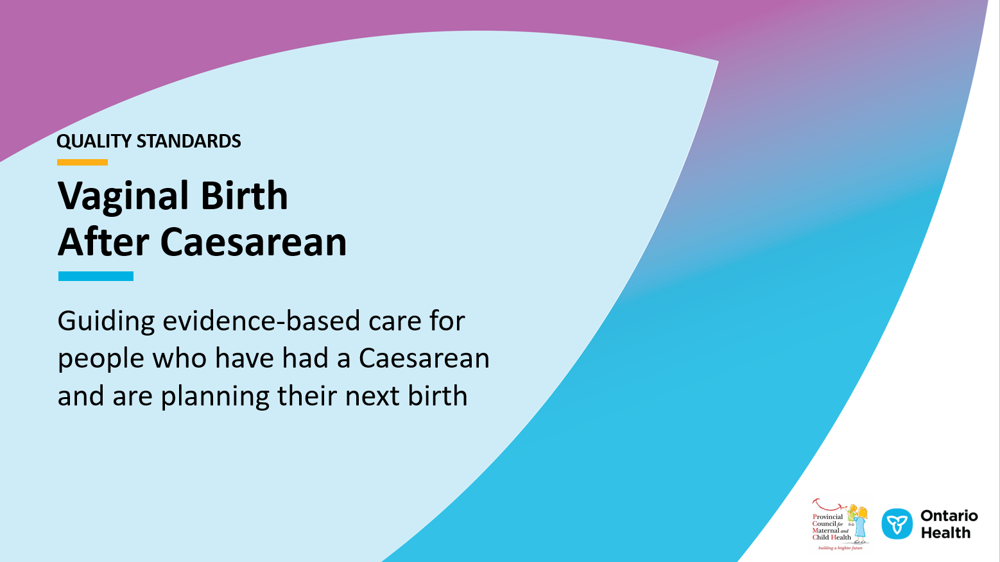 QUALITY STANDARDS
Vaginal Birth
After Caesarean
Guiding evidence-based care for
people who have had a Caesarean
and are planning their next birth
Provincial
Council for
Maternal and
Child Health
building a brighter future
Ontario
Health